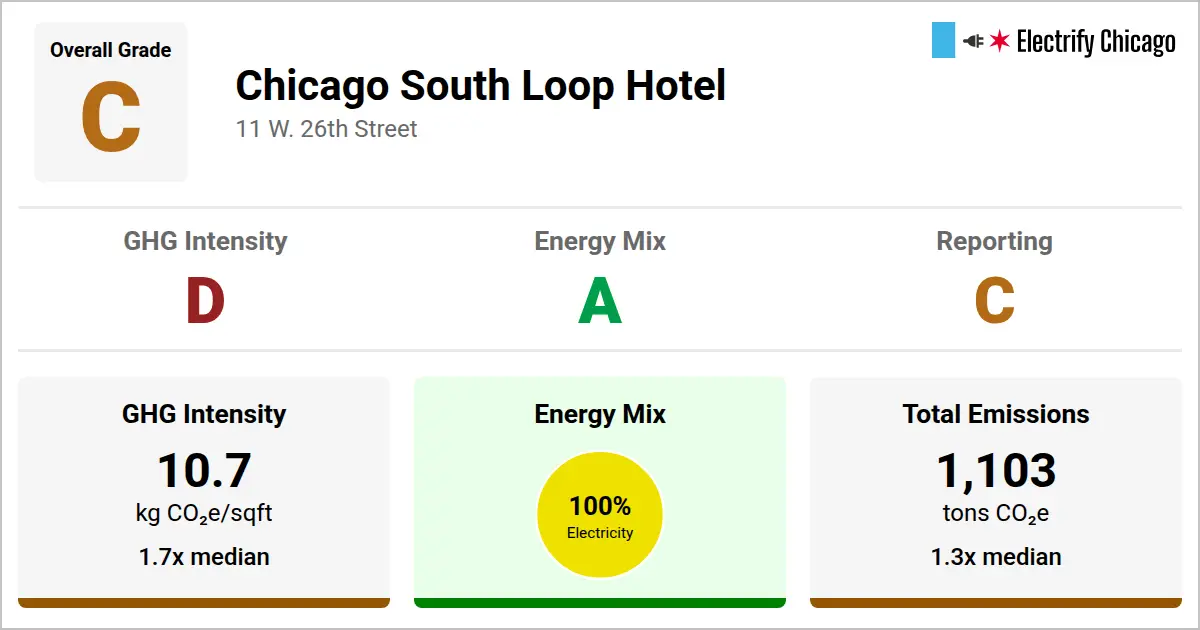 Overall Grade
C
Chicago South Loop Hotel
11 W. 26th Street
Electrify Chicago
GHG Intensity
D
Energy Mix
A
Reporting
C
GHG Intensity
10.7
kg CO₂e/sqft
1.7x median
Energy Mix
100%
Electricity
Total Emissions
1,103
tons CO₂e
1.3x median